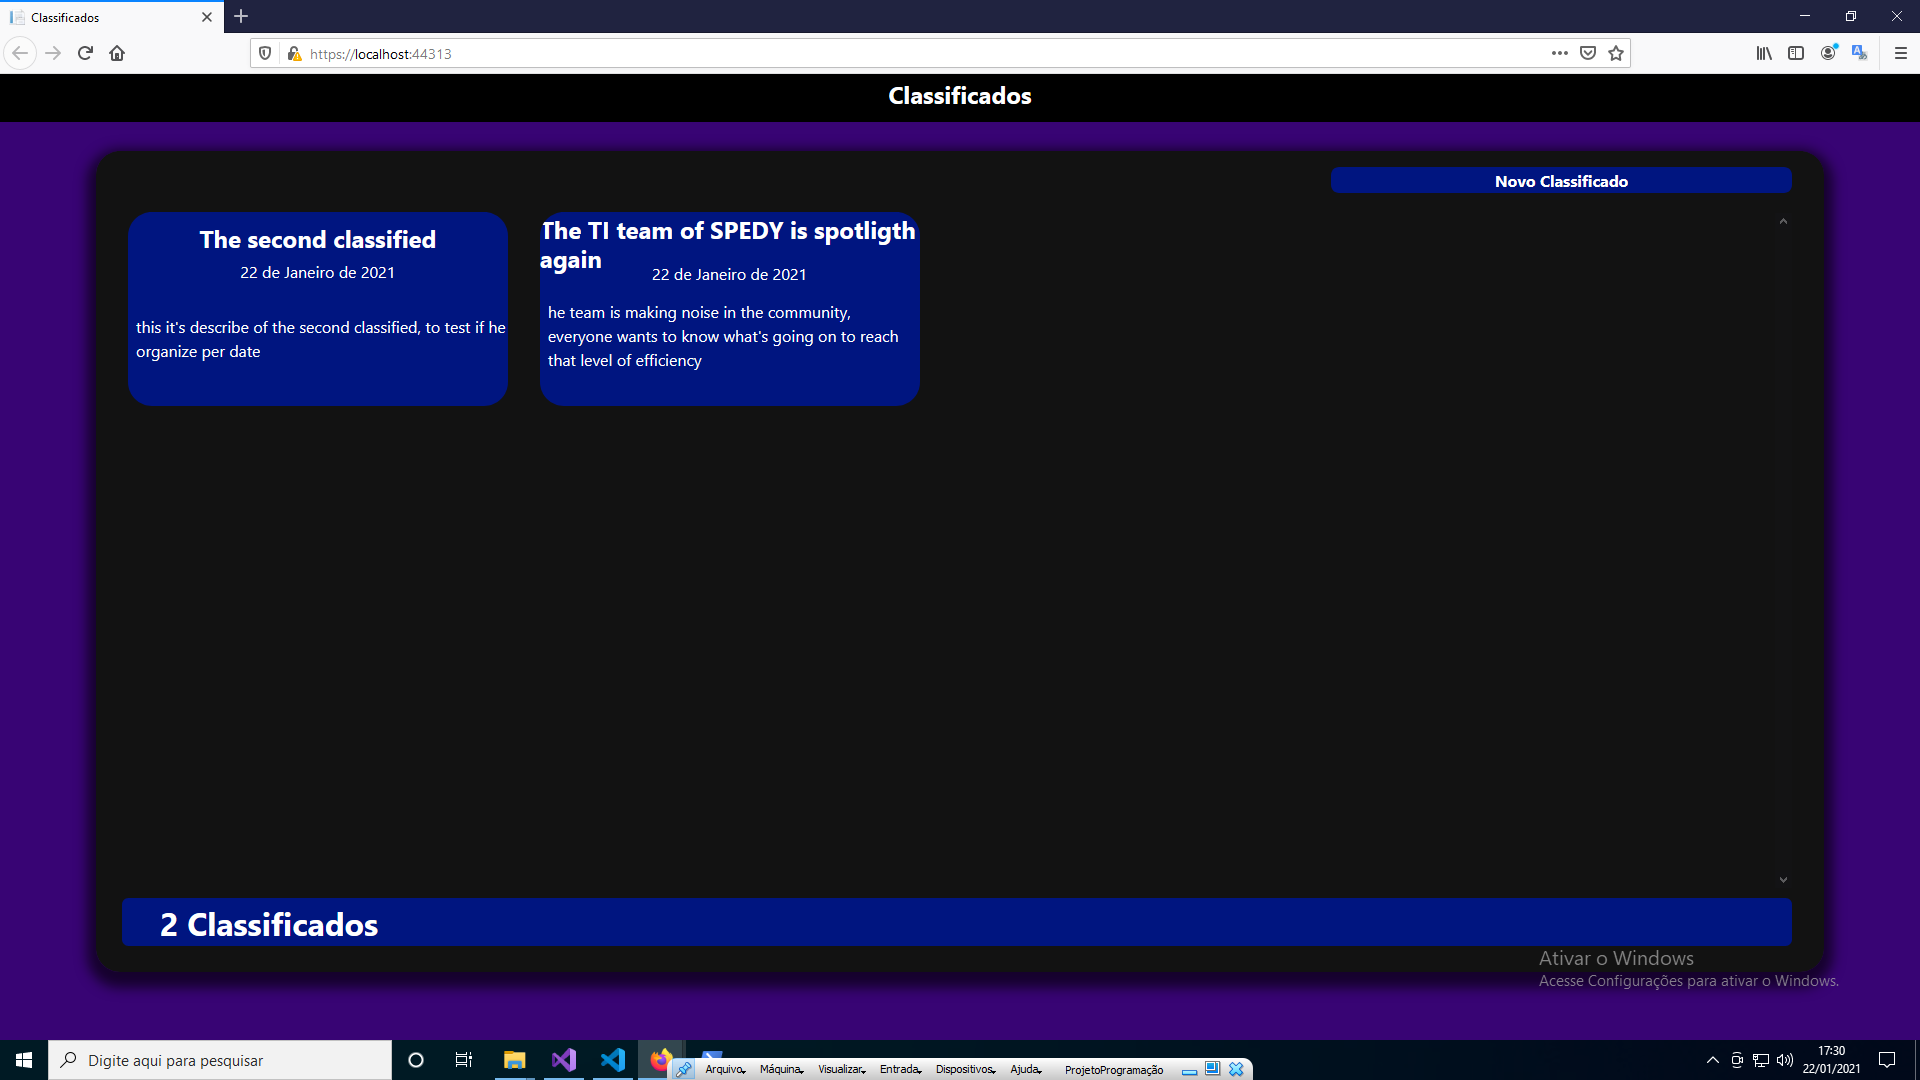 Classificados
https://localhost:44313
Classificados
Novo Classificado
The second classified
22 de Janeiro de 2021
this it's describe of the second classified, to test if he
organize per date
The TI team of SPEDY is spotligth
again
22 de Janeiro de 2021
he team is making noise in the community,
everyone wants to know what's going on to reach
that level of efficiency
2 Classificados
Ativar o Windows
Acesse Configurações para ativar o Windows.
Digite aqui para pesquisar
Arquivo Máquina Visualizar Entrada Dispositivos Ajuda ProjetoProgramação
17:30
22/01/2021